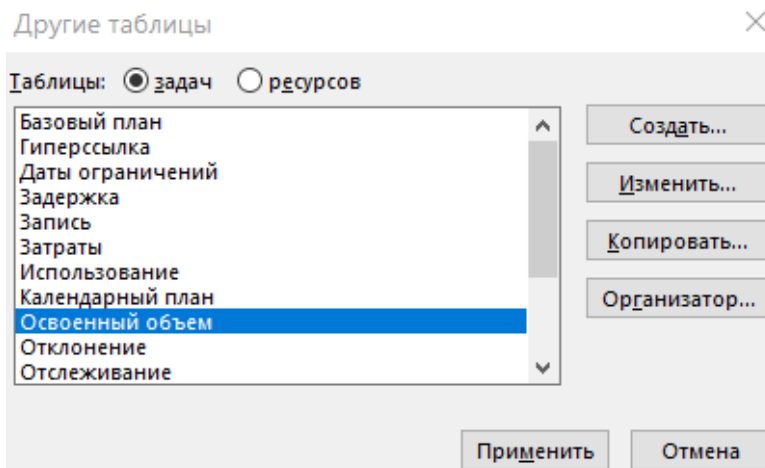 Другие таблицы
Таблицы: задач ресурсов
Базовый план
Гиперссылка
Даты ограничений
Задержка
Запись
Затраты
Использование
Календарный план
Освоенный объем
Отклонение
Отслеживание
Создать...
Изменить...
Копировать...
Организатор...
Применить Отмена